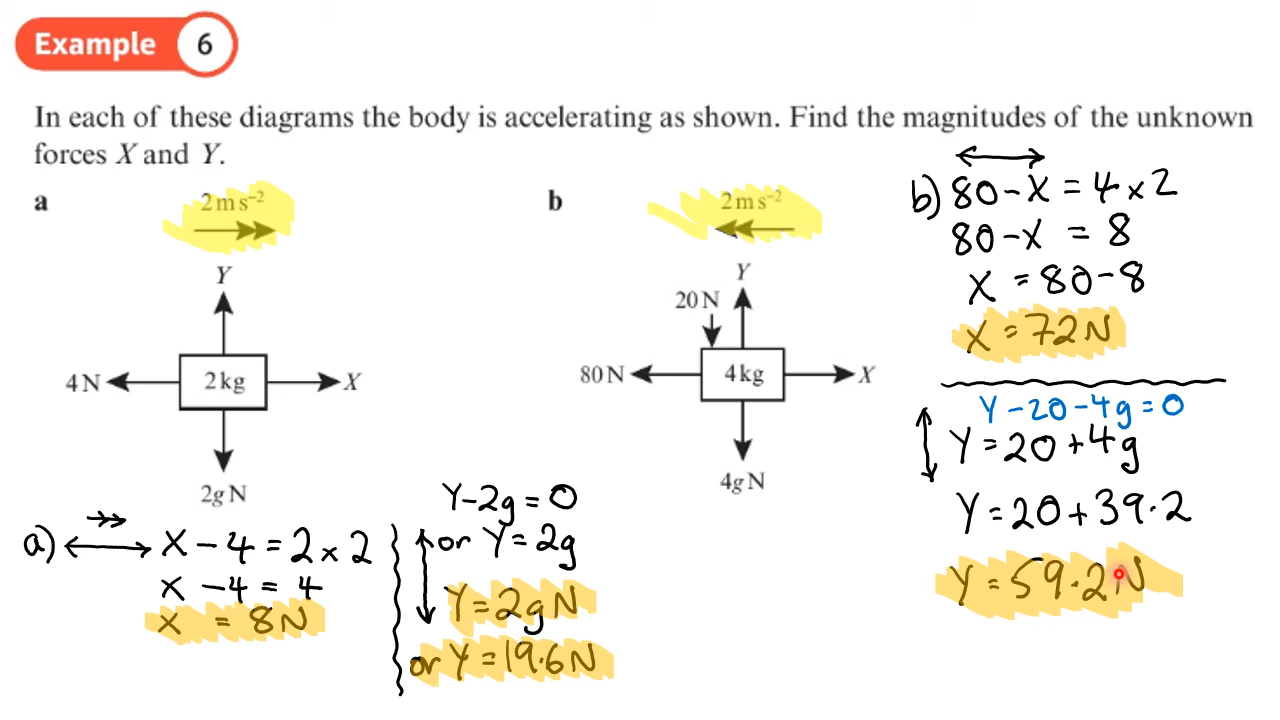 Example 6
In each of these diagrams the body is accelerating as shown. Find the magnitudes of the unknown
forces X and Y.
a
2 m s⁻²
Y
4 N
2 kg
X
2g N
b
2 m s⁻²
Y
20 N
80 N
4 kg
X
4g N
a) X - 4 = 2 × 2
X - 4 = 4
X = 8N
Y - 2g = 0
or Y = 2g
Y = 2g N
or Y = 19.6N
b) 80 - X = 4 × 2
80 - X = 8
X = 80 - 8
X = 72N
Y - 20 - 4g = 0
Y = 20 + 4g
Y = 20 + 39.2
Y = 59.2N